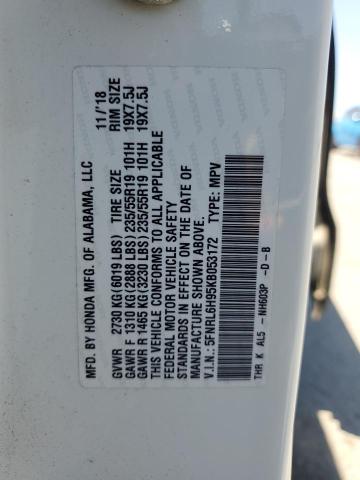 MFD. BY HONDA MFG. OF ALABAMA, LLC 11/'18
GVWR 2730 KG(6019 LBS) TIRE SIZE RIM SIZE
GAWR F 1310 KG(2888 LBS) 235/55R19 101H 19X7.5J
GAWR R 1465 KG(3230 LBS) 235/55R19 101H 19X7.5J
THIS VEHICLE CONFORMS TO ALL APPLICABLE
FEDERAL MOTOR VEHICLE SAFETY
STANDARDS IN EFFECT ON THE DATE OF
MANUFACTURE SHOWN ABOVE.
V.I.N.: 5FNRL6H95KB053172 TYPE: MPV
THR K AL5 - NH603P -D-B